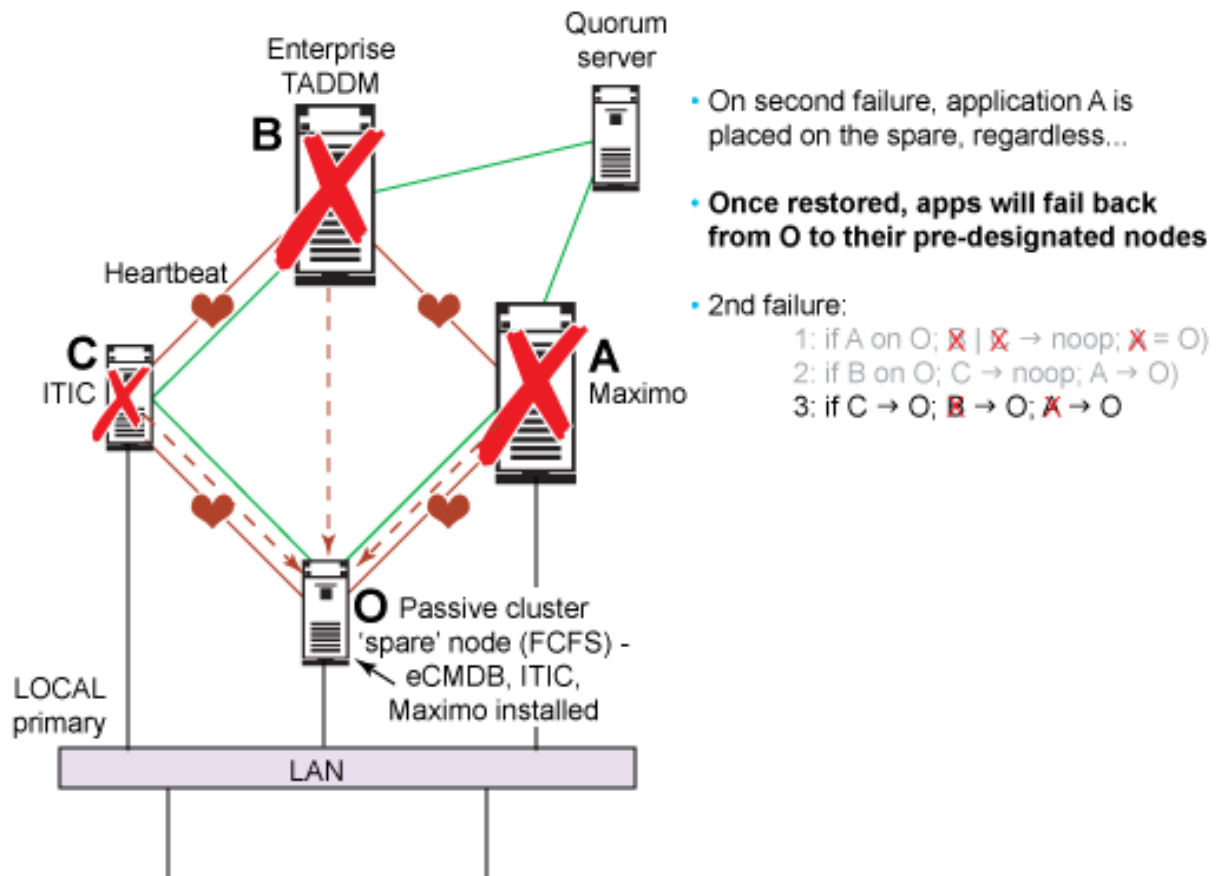 Enterprise
TADDM
B
Quorum
server
Heartbeat
C
ITIC
A
Maximo
O Passive cluster
'spare' node (FCFS) -
eCMDB, ITIC,
Maximo installed
LOCAL
primary
LAN
• On second failure, application A is
placed on the spare, regardless...
• Once restored, apps will fail back
from O to their pre-designated nodes
• 2nd failure:
1: if A on O; B | C → noop; A = O)
2: if B on O; C → noop; A → O)
3: if C → O; B → O; A → O